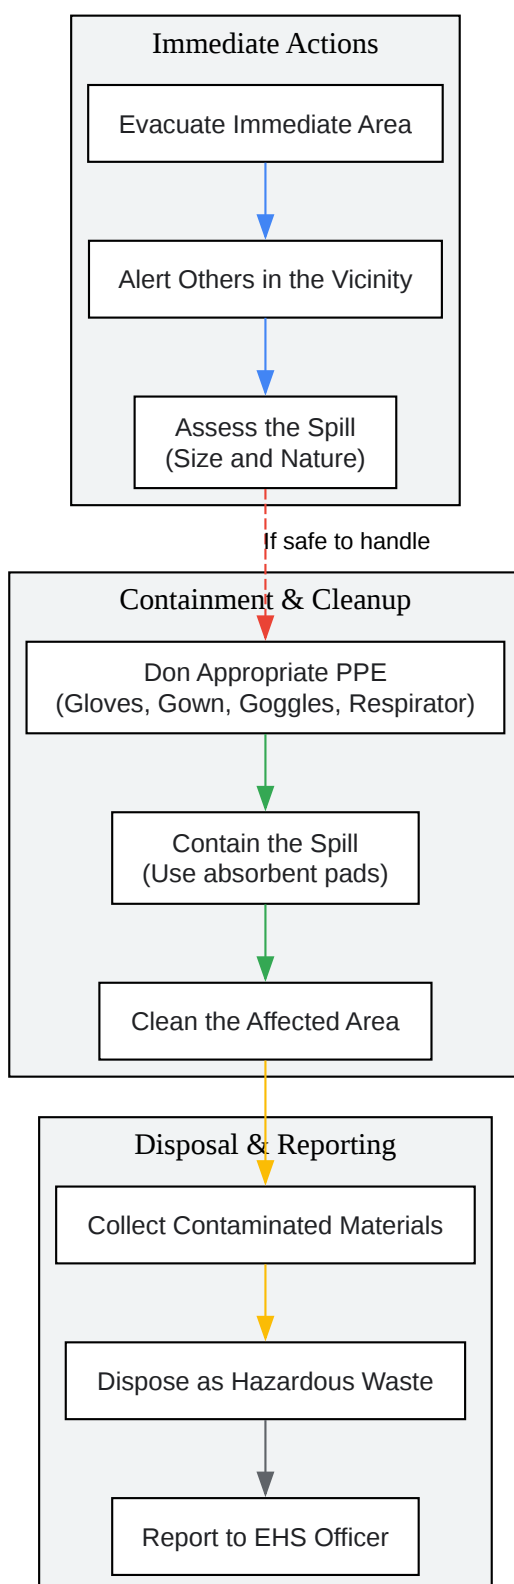 Immediate Actions
Evacuate Immediate Area
Alert Others in the Vicinity
Assess the Spill
(Size and Nature)
If safe to handle
Containment & Cleanup
Don Appropriate PPE
(Gloves, Gown, Goggles, Respirator)
Contain the Spill
(Use absorbent pads)
Clean the Affected Area
Disposal & Reporting
Collect Contaminated Materials
Dispose as Hazardous Waste
Report to EHS Officer